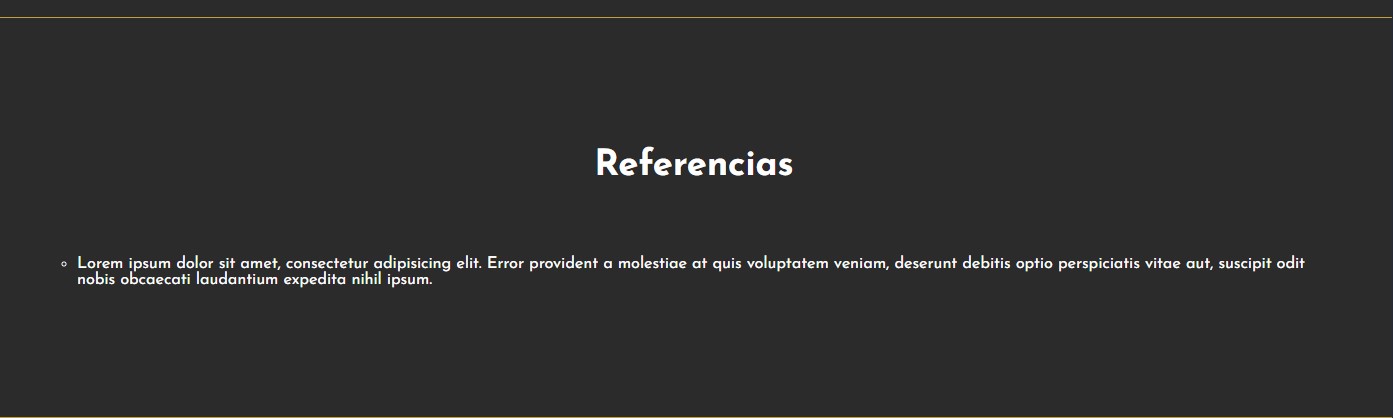 Referencias
Lorem ipsum dolor sit amet, consectetur adipisicing elit. Error provident a molestiae at quis voluptatem veniam, deserunt debitis optio perspiciatis vitae aut, suscipit odit
nobis obcaecati laudantium expedita nihil ipsum.